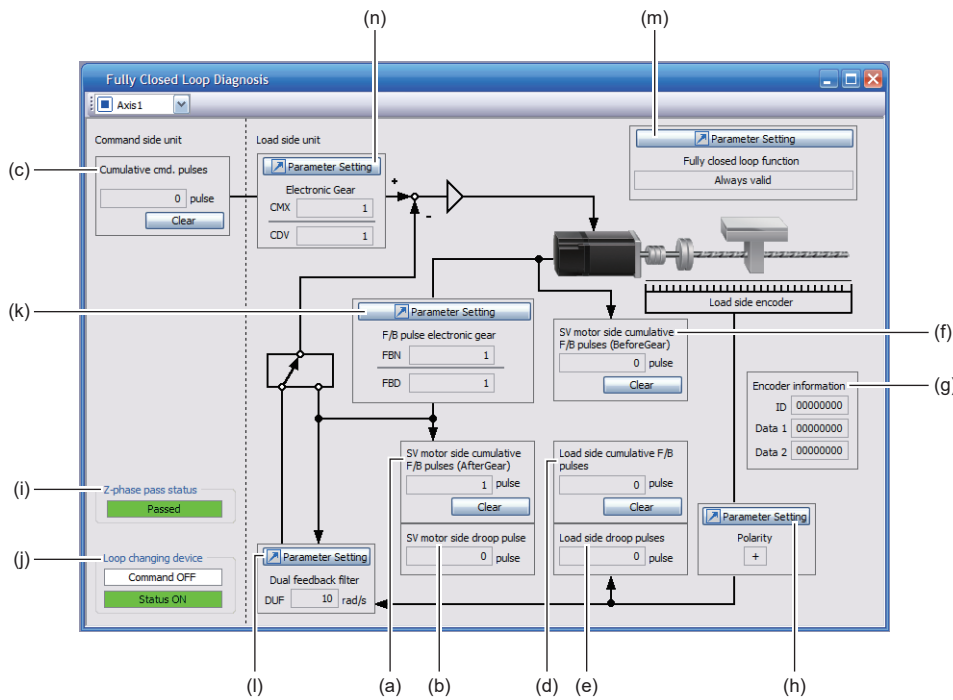 (n)
(m)
Fully Closed Loop Diagnosis
Axis1
Command side unit
Load side unit
Parameter Setting
Fully closed loop function
Always valid
(c)
Cumulative cmd. pulses
0 pulse
Clear
Parameter Setting
Electronic Gear
CMX 1
CDV 1
+
-
Load side encoder
(k)
Parameter Setting
F/B pulse electronic gear
FBN 1
FBD 1
SV motor side cumulative
F/B pulses (BeforeGear)
0 pulse
Clear
(f)
Encoder information
ID 00000000
Data 1 00000000
Data 2 00000000
(g)
SV motor side cumulative
F/B pulses (AfterGear)
1 pulse
Clear
SV motor side droop pulse
0 pulse
Load side cumulative F/B
pulses
0 pulse
Clear
Load side droop pulses
0 pulse
(i)
Z-phase pass status
Passed
(j)
Loop changing device
Command OFF
Status ON
Parameter Setting
Dual feedback filter
DUF 10 rad/s
Parameter Setting
Polarity
+
(l)
(a)
(b)
(d)
(e)
(h)